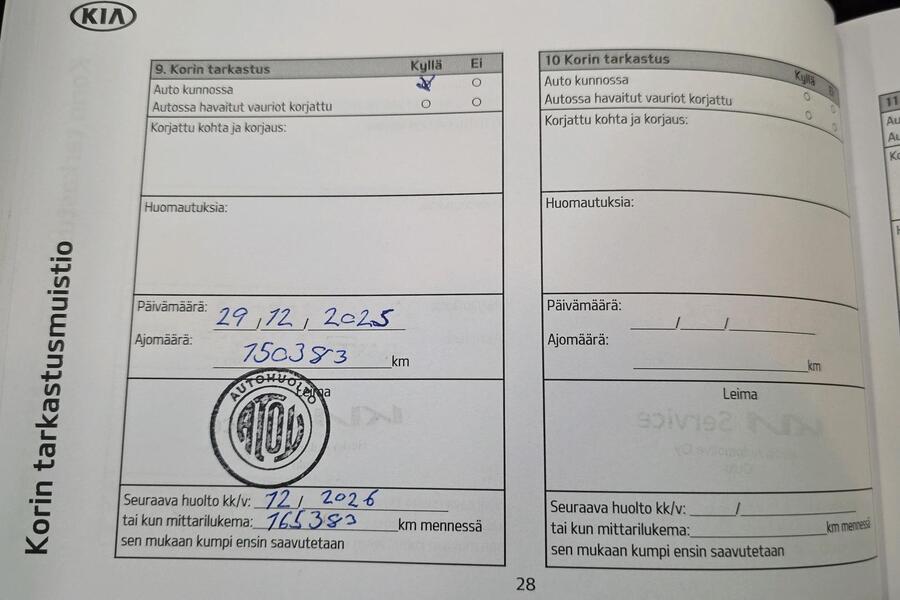 KIA
Korin tarkastusmuistio
9. Korin tarkastus Kyllä Ei
Auto kunnossa
Autossa havaitut vauriot korjattu
Korjattu kohta ja korjaus:
Huomautuksia:
Päivämäärä: 29 / 12 / 2025
Ajomäärä: 150383 km
Leima
AUTOHUOLTO
Seuraava huolto kk/v: 12 / 2026
tai kun mittarilukema: 165383 km mennessä
sen mukaan kumpi ensin saavutetaan
10 Korin tarkastus Kyllä Ei
Auto kunnossa
Autossa havaitut vauriot korjattu
Korjattu kohta ja korjaus:
Huomautuksia:
Päivämäärä: / /
Ajomäärä: km
Leima
Seuraava huolto kk/v: /
tai kun mittarilukema: km mennessä
sen mukaan kumpi ensin saavutetaan
28
11